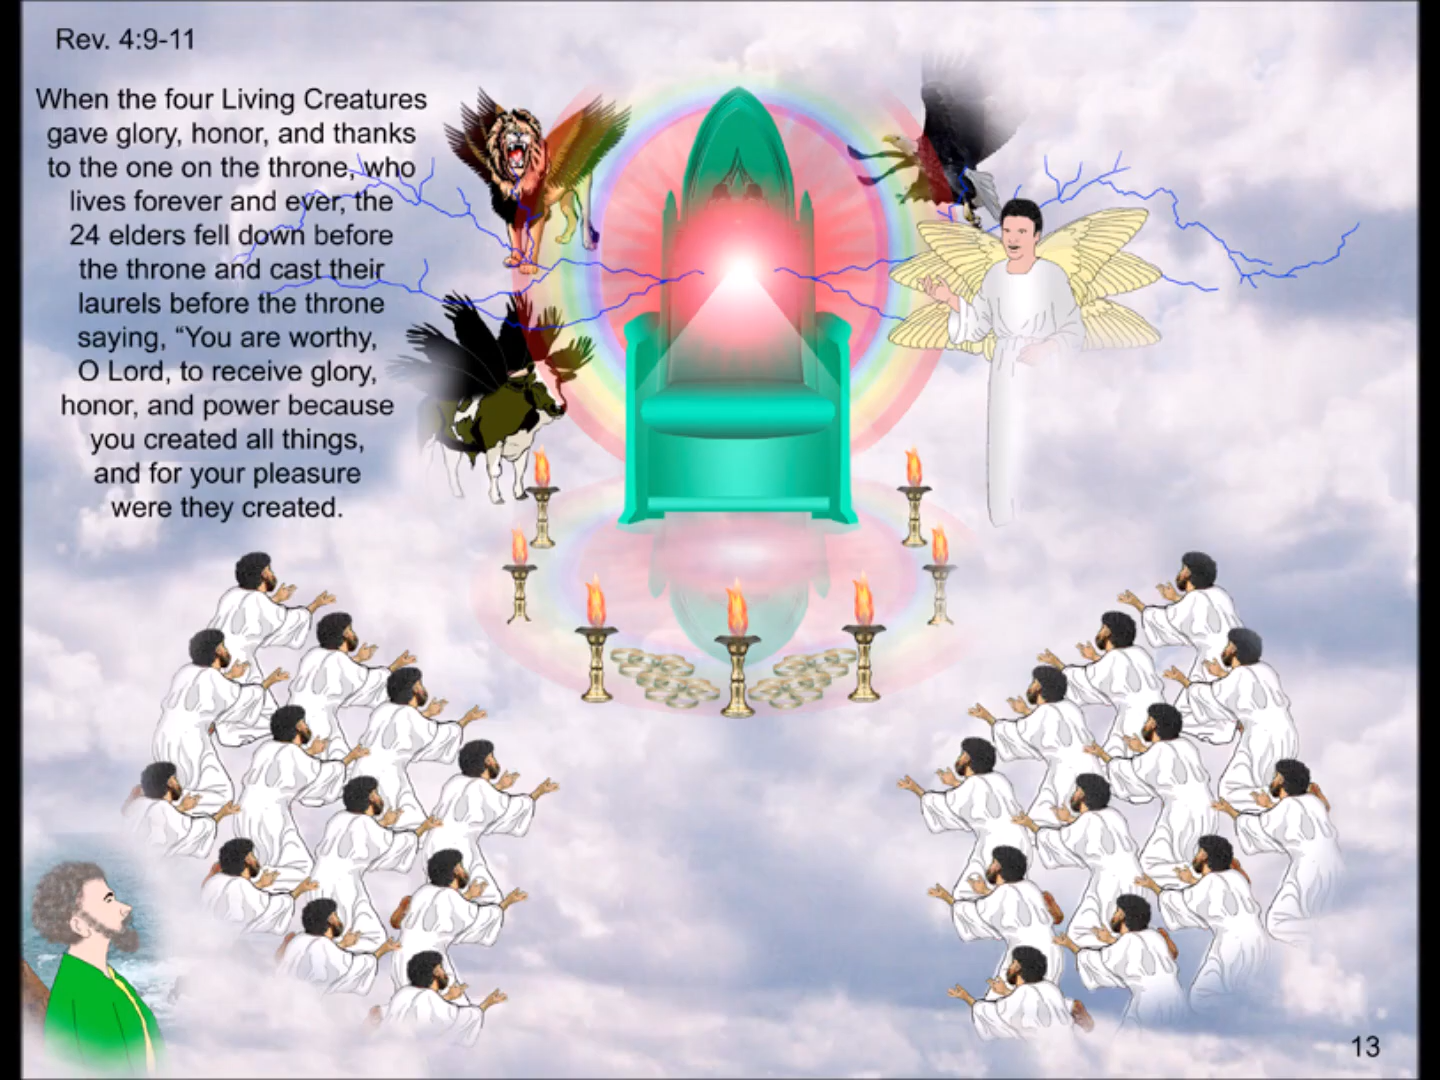 Rev. 4:9-11
When the four Living Creatures
gave glory, honor, and thanks
to the one on the throne, who
lives forever and ever, the
24 elders fell down before
the throne and cast their
laurels before the throne
saying, “You are worthy,
O Lord, to receive glory,
honor, and power because
you created all things,
and for your pleasure
were they created.
13